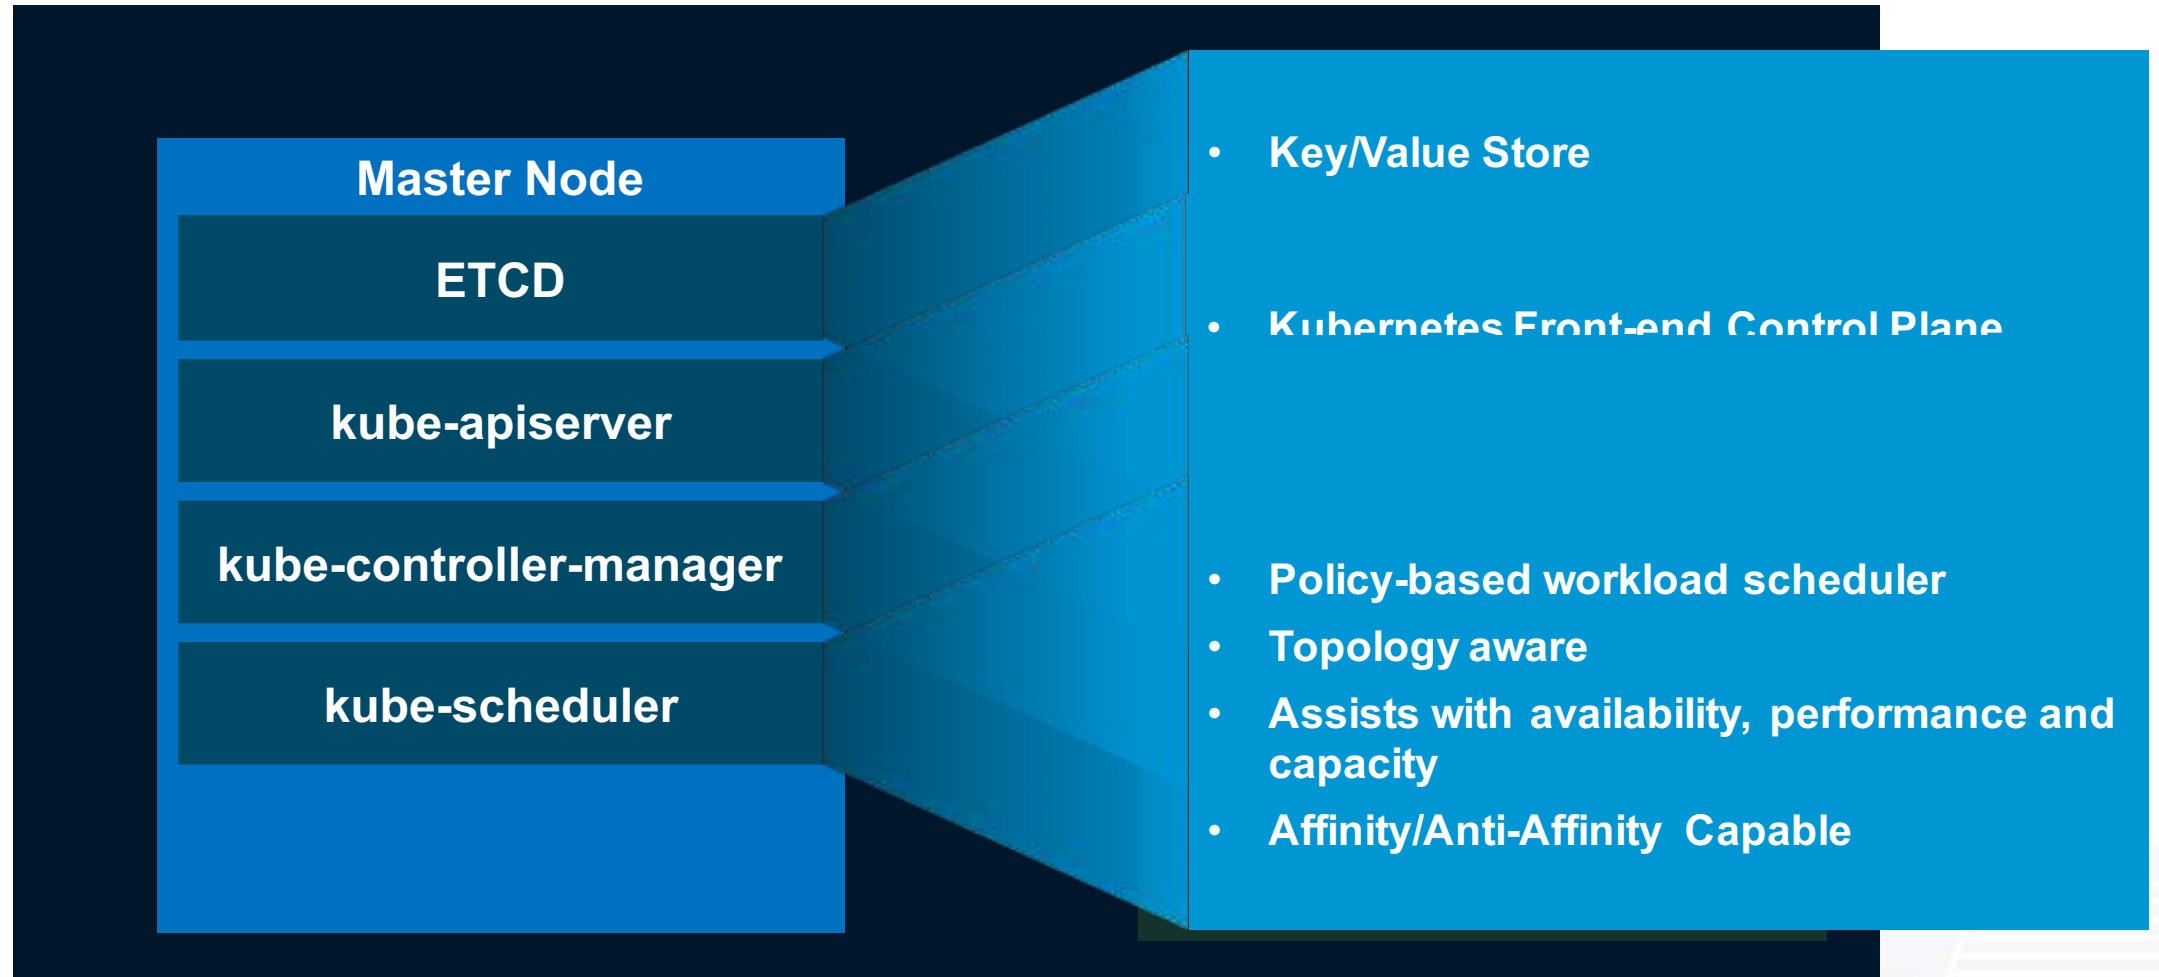 Master Node
ETCD
kube-apiserver
kube-controller-manager
kube-scheduler
• Key/Value Store
• Kubernetes Front-end Control Plane
• Policy-based workload scheduler
• Topology aware
• Assists with availability, performance and
capacity
• Affinity/Anti-Affinity Capable